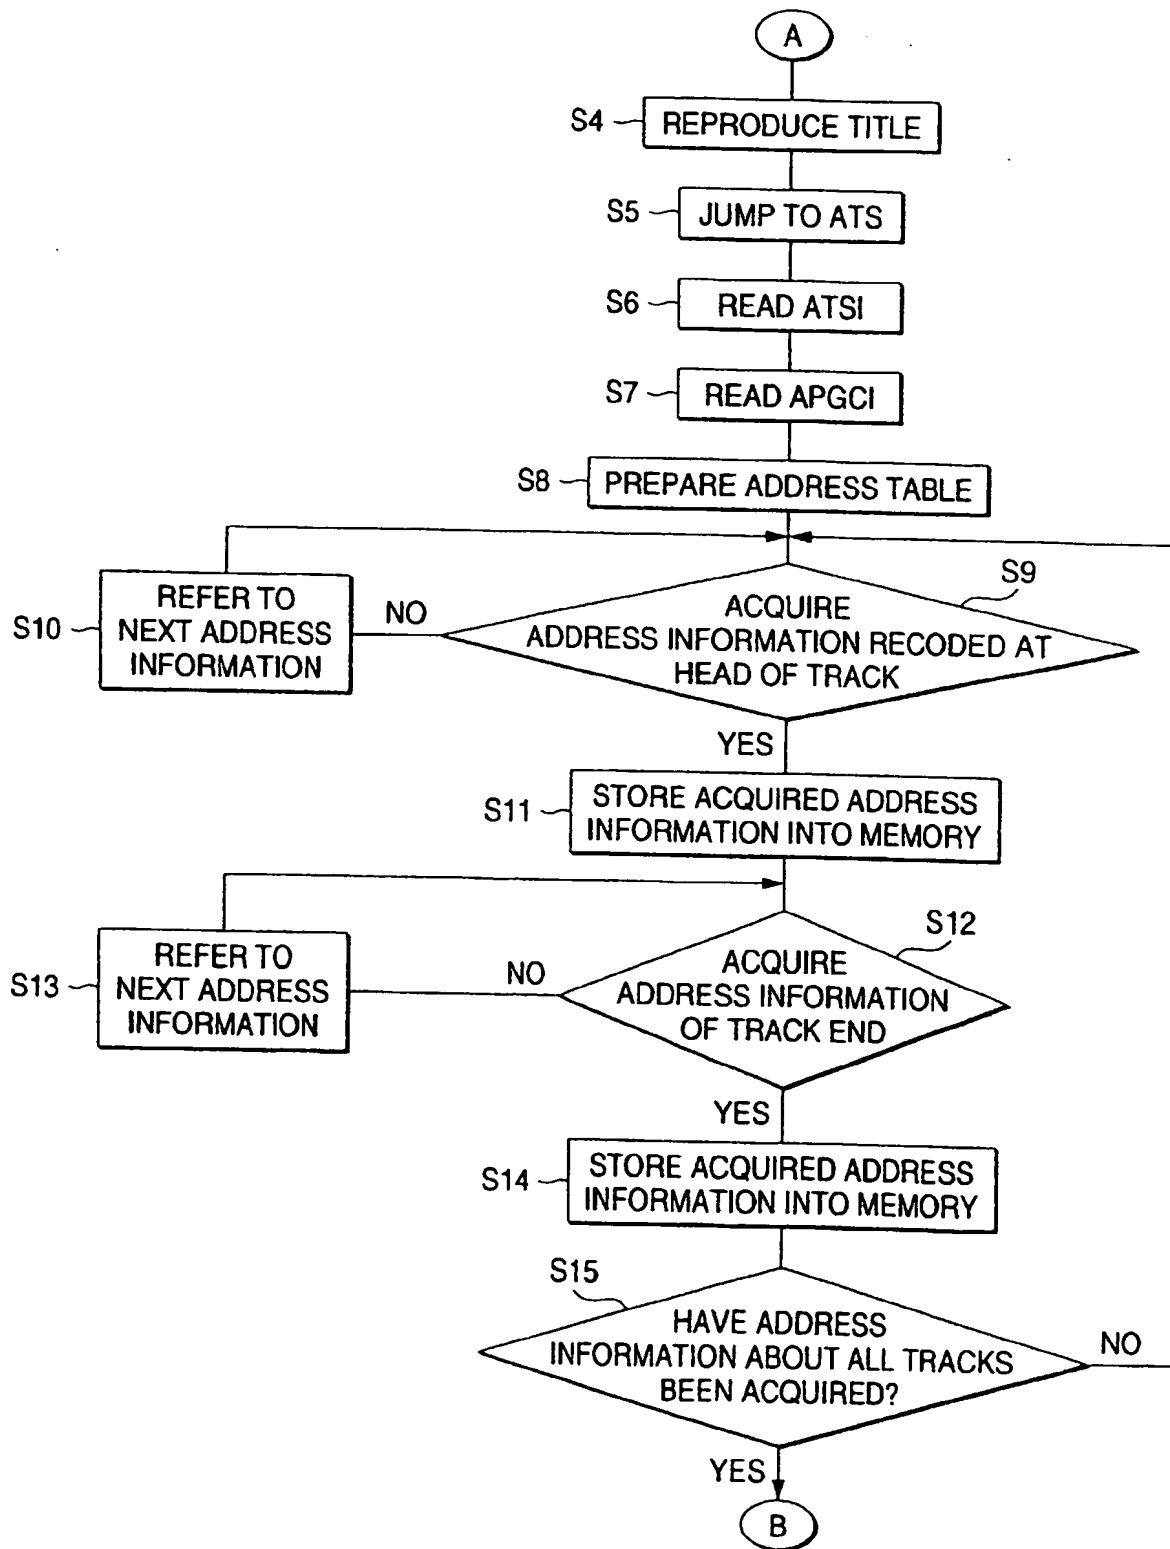 A
S4
REPRODUCE TITLE
S5
JUMP TO ATS
S6
READ ATSI
S7
READ APGCI
S8
PREPARE ADDRESS TABLE
S9
ACQUIRE
ADDRESS INFORMATION RECODED AT
HEAD OF TRACK
NO
S10
REFER TO
NEXT ADDRESS
INFORMATION
YES
S11
STORE ACQUIRED ADDRESS
INFORMATION INTO MEMORY
S12
ACQUIRE
ADDRESS INFORMATION
OF TRACK END
NO
S13
REFER TO
NEXT ADDRESS
INFORMATION
YES
S14
STORE ACQUIRED ADDRESS
INFORMATION INTO MEMORY
S15
HAVE ADDRESS
INFORMATION ABOUT ALL TRACKS
BEEN ACQUIRED?
NO
YES
B